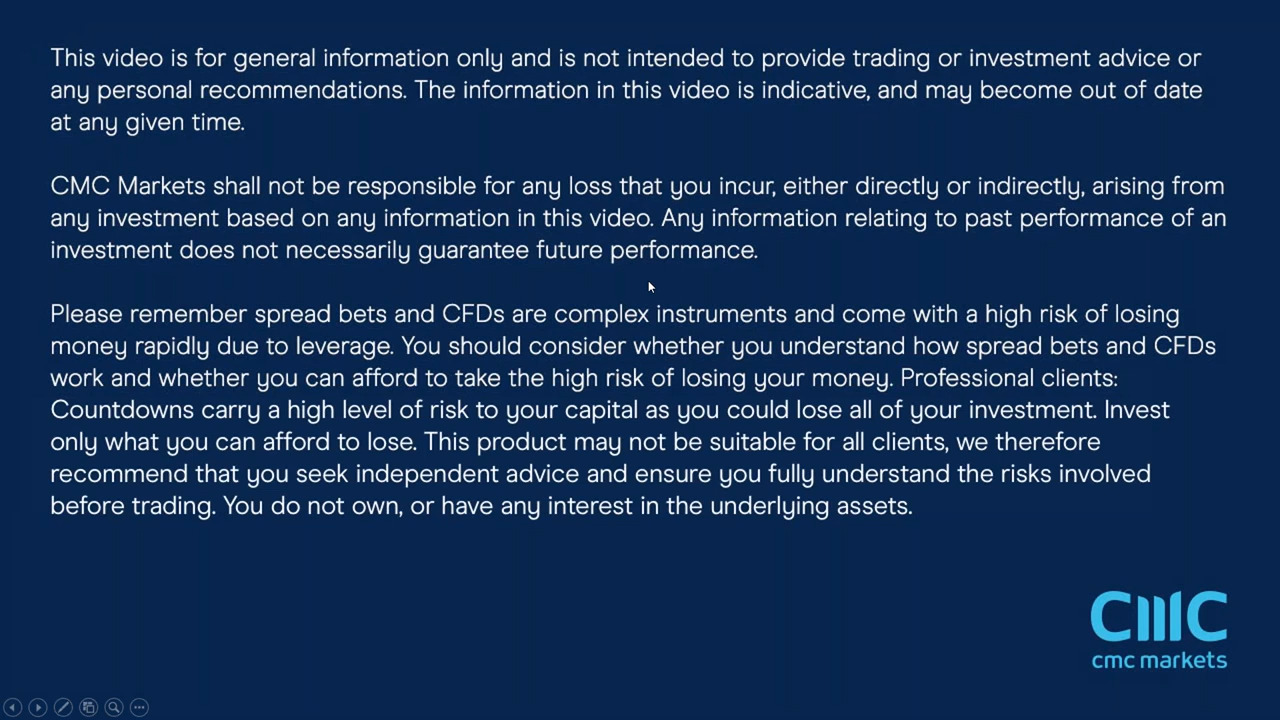 This video is for general information only and is not intended to provide trading or investment advice or
any personal recommendations. The information in this video is indicative, and may become out of date
at any given time.
CMC Markets shall not be responsible for any loss that you incur, either directly or indirectly, arising from
any investment based on any information in this video. Any information relating to past performance of an
investment does not necessarily guarantee future performance.
Please remember spread bets and CFDs are complex instruments and come with a high risk of losing
money rapidly due to leverage. You should consider whether you understand how spread bets and CFDs
work and whether you can afford to take the high risk of losing your money. Professional clients:
Countdowns carry a high level of risk to your capital as you could lose all of your investment. Invest
only what you can afford to lose. This product may not be suitable for all clients, we therefore
recommend that you seek independent advice and ensure you fully understand the risks involved
before trading. You do not own, or have any interest in the underlying assets.
CMC
cmc markets